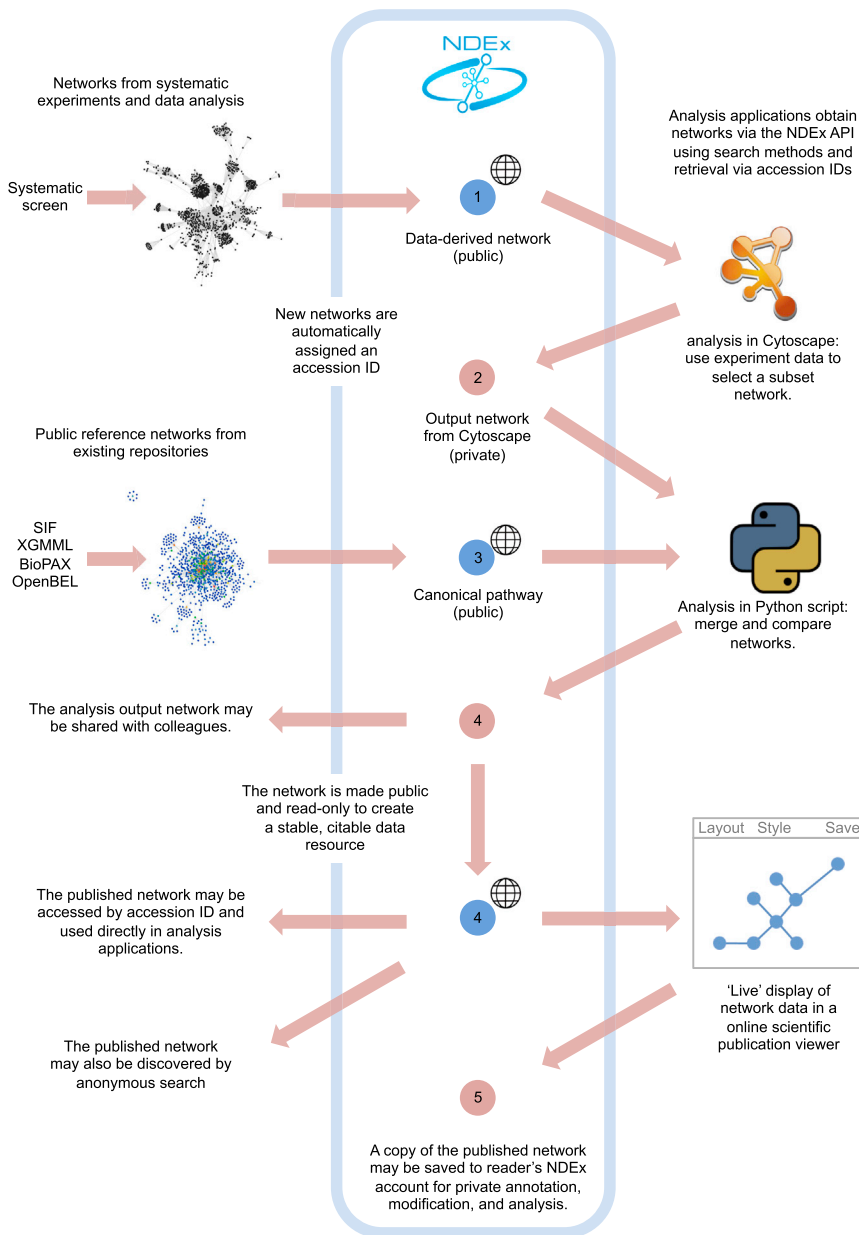 NDEx
Networks from systematic
experiments and data analysis
Analysis applications obtain
networks via the NDEx API
using search methods and
retrieval via accession IDs
Systematic
screen
1
Data-derived network
(public)
New networks are
automatically
assigned an
accession ID
analysis in Cytoscape:
use experiment data to
select a subset
network.
2
Output network
from Cytoscape
(private)
Public reference networks from
existing repositories
SIF
XGMML
BioPAX
OpenBEL
3
Canonical pathway
(public)
Analysis in Python script:
merge and compare
networks.
The analysis output network may
be shared with colleagues.
4
The network is made public
and read-only to create
a stable, citable data
resource
Layout Style Save
The published network may be
accessed by accession ID and
used directly in analysis
applications.
4
‘Live’ display of
network data in a
online scientific
publication viewer
The published network
may also be discovered by
anonymous search
5
A copy of the published network
may be saved to reader’s NDEx
account for private annotation,
modification, and analysis.